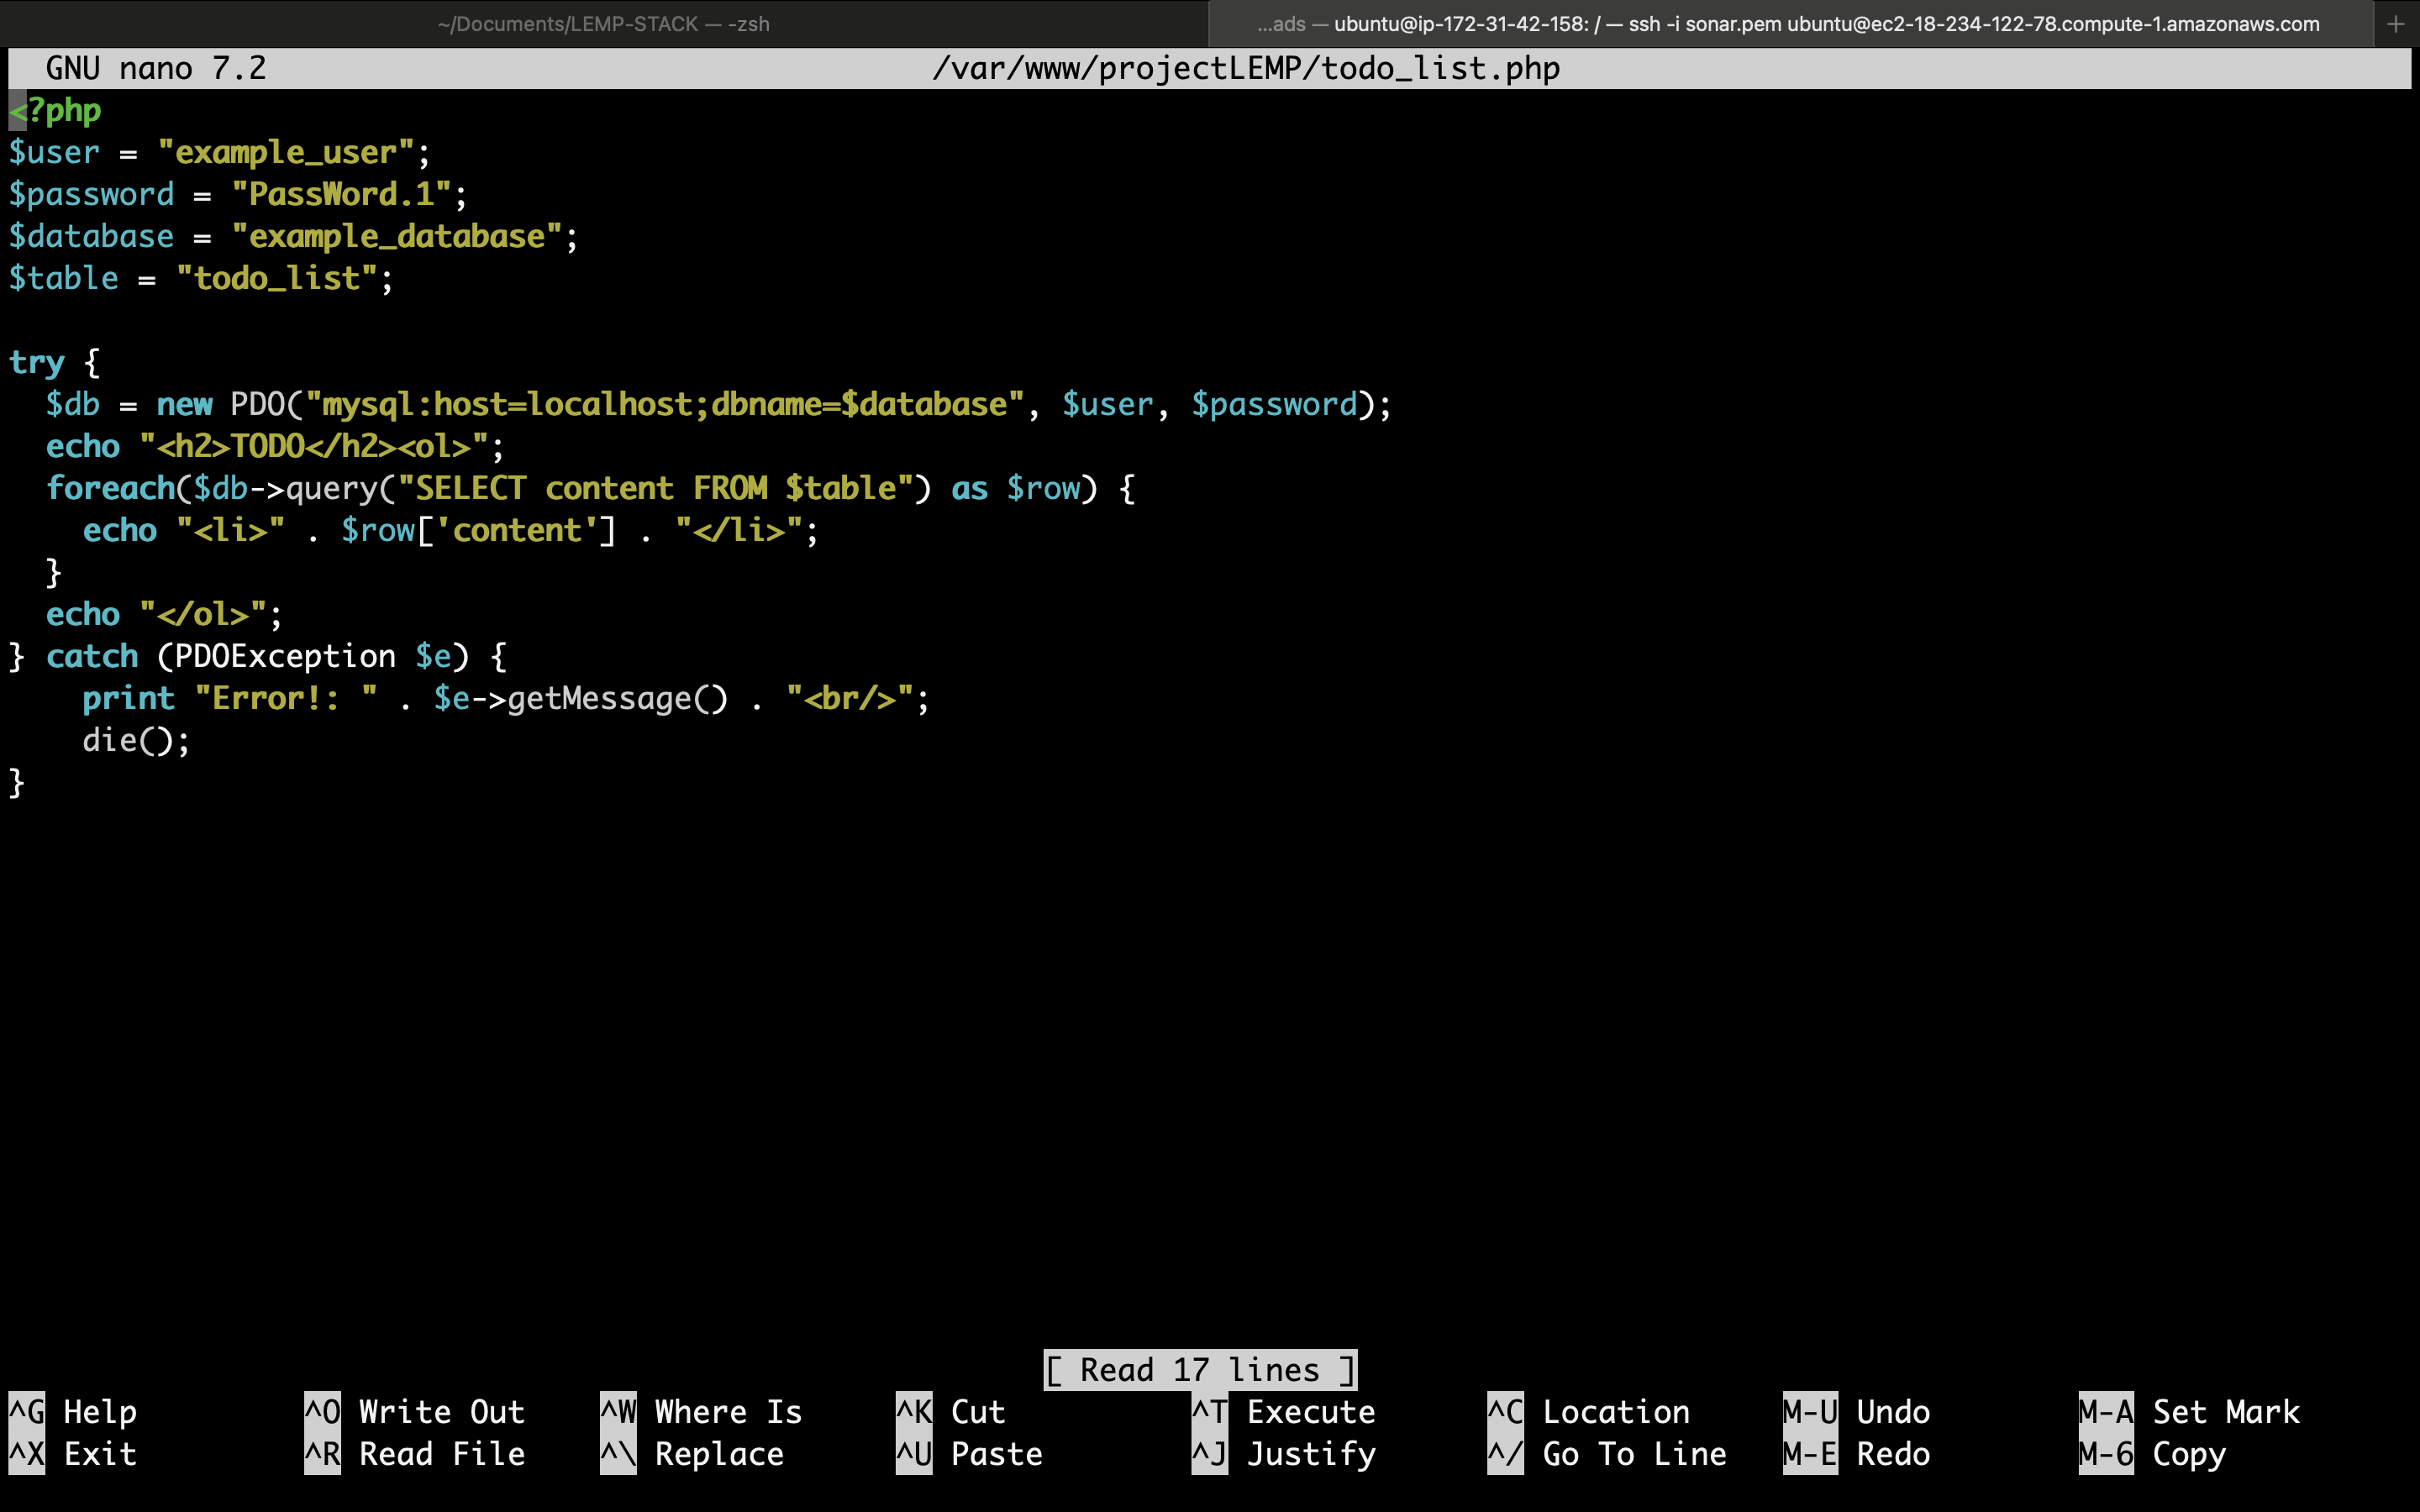 ~/Documents/LEMP-STACK — -zsh
...ads — ubuntu@ip-172-31-42-158: / — ssh -i sonar.pem ubuntu@ec2-18-234-122-78.compute-1.amazonaws.com +
GNU nano 7.2 /var/www/projectLEMP/todo_list.php
<?php
$user = "example_user";
$password = "PassWord.1";
$database = "example_database";
$table = "todo_list";

try {
  $db = new PDO("mysql:host=localhost;dbname=$database", $user, $password);
  echo "<h2>TODO</h2><ol>";
  foreach($db->query("SELECT content FROM $table") as $row) {
    echo "<li>" . $row['content'] . "</li>";
  }
  echo "</ol>";
} catch (PDOException $e) {
    print "Error!: " . $e->getMessage() . "<br/>";
    die();
}
[ Read 17 lines ]
^G Help ^O Write Out ^W Where Is ^K Cut ^T Execute ^C Location M-U Undo M-A Set Mark
^X Exit ^R Read File ^\ Replace ^U Paste ^J Justify ^/ Go To Line M-E Redo M-6 Copy